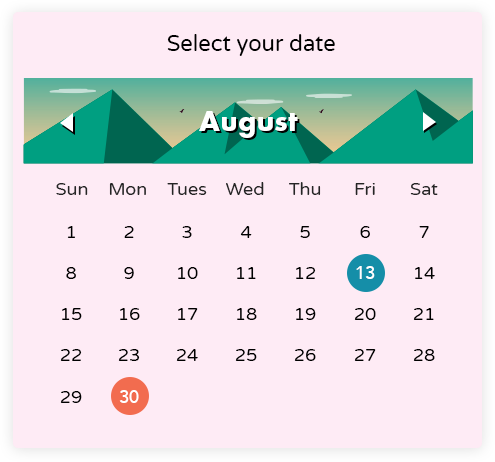 Select your date
August
Sun Mon Tues Wed Thu Fri Sat
1 2 3 4 5 6 7
8 9 10 11 12 13 14
15 16 17 18 19 20 21
22 23 24 25 26 27 28
29 30